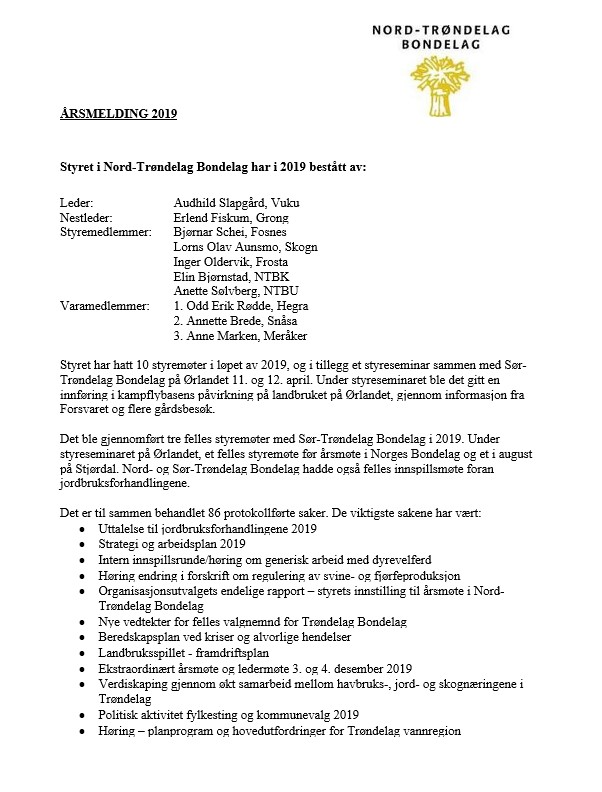 NORD-TRØNDELAG
BONDELAG
ÅRSMELDING 2019
Styret i Nord-Trøndelag Bondelag har i 2019 bestått av:
Leder: Audhild Slapgård, Vuku
Nestleder: Erlend Fiskum, Grong
Styremedlemmer: Bjørnar Schei, Fosnes
Lorns Olav Aunsmo, Skogn
Inger Oldervik, Frosta
Elin Bjørnstad, NTBK
Anette Sølvberg, NTBU
Varamedlemmer: 1. Odd Erik Rødde, Hegra
2. Annette Brede, Snåsa
3. Anne Marken, Meråker
Styret har hatt 10 styremøter i løpet av 2019, og i tillegg et styreseminar sammen med Sør-
Trøndelag Bondelag på Ørlandet 11. og 12. april. Under styreseminaret ble det gitt en
innføring i kampflybasens påvirkning på landbruket på Ørlandet, gjennom informasjon fra
Forsvaret og flere gårdsbesøk.
Det ble gjennomført tre felles styremøter med Sør-Trøndelag Bondelag i 2019. Under
styreseminaret på Ørlandet, et felles styremøte før årsmøte i Norges Bondelag og et i august
på Stjørdal. Nord- og Sør-Trøndelag Bondelag hadde også felles innspillsmøte foran
jordbruksforhandlingene.
Det er til sammen behandlet 86 protokollførte saker. De viktigste sakene har vært:
• Uttalelse til jordbruksforhandlingene 2019
• Strategi og arbeidsplan 2019
• Intern innspillsrunde/høring om generisk arbeid med dyrevelferd
• Høring endring i forskrift om regulering av svine- og fjørfeproduksjon
• Organisasjonsutvalgets endelige rapport – styrets innstilling til årsmøte i Nord-
Trøndelag Bondelag
• Nye vedtekter for felles valgnemnd for Trøndelag Bondelag
• Beredskapsplan ved kriser og alvorlige hendelser
• Landbruksspillet - framdriftsplan
• Ekstraordinært årsmøte og ledermøte 3. og 4. desember 2019
• Verdiskaping gjennom økt samarbeid mellom havbruks-, jord- og skognæringene i
Trøndelag
• Politisk aktivitet fylkesting og kommunevalg 2019
• Høring – planprogram og hovedutfordringer for Trøndelag vannregion